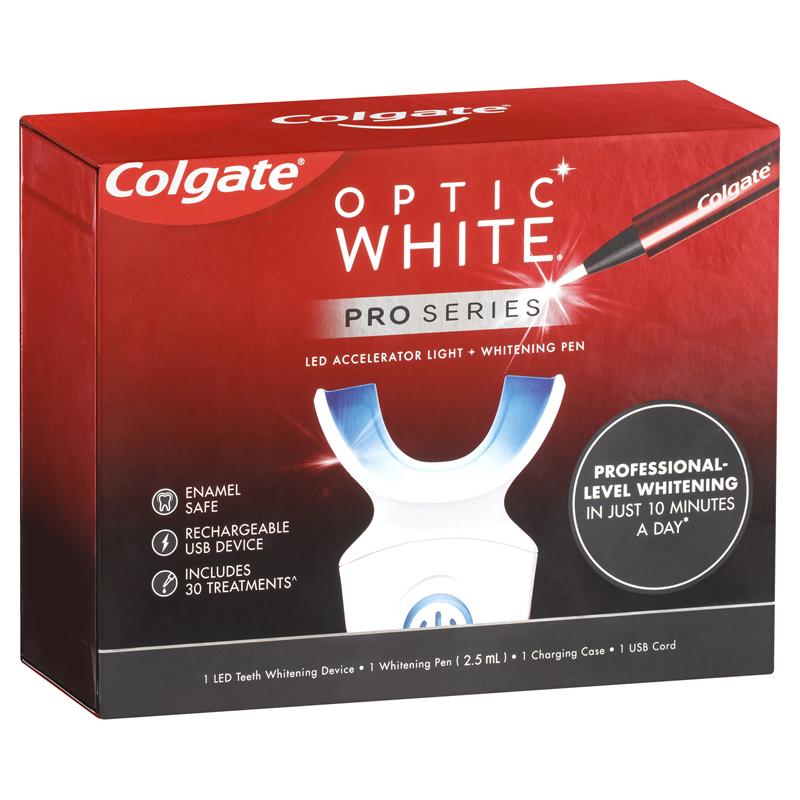 Colgate®
Colgate®
OPTIC
WHITE®
Colgate®
PRO SERIES
LED ACCELERATOR LIGHT + WHITENING PEN
ENAMEL
SAFE
RECHARGEABLE
USB DEVICE
INCLUDES
30 TREATMENTS^
PROFESSIONAL-
LEVEL WHITENING
IN JUST 10 MINUTES
A DAY*
1 LED Teeth Whitening Device • 1 Whitening Pen ( 2.5 mL ) • 1 Charging Case • 1 USB Cord